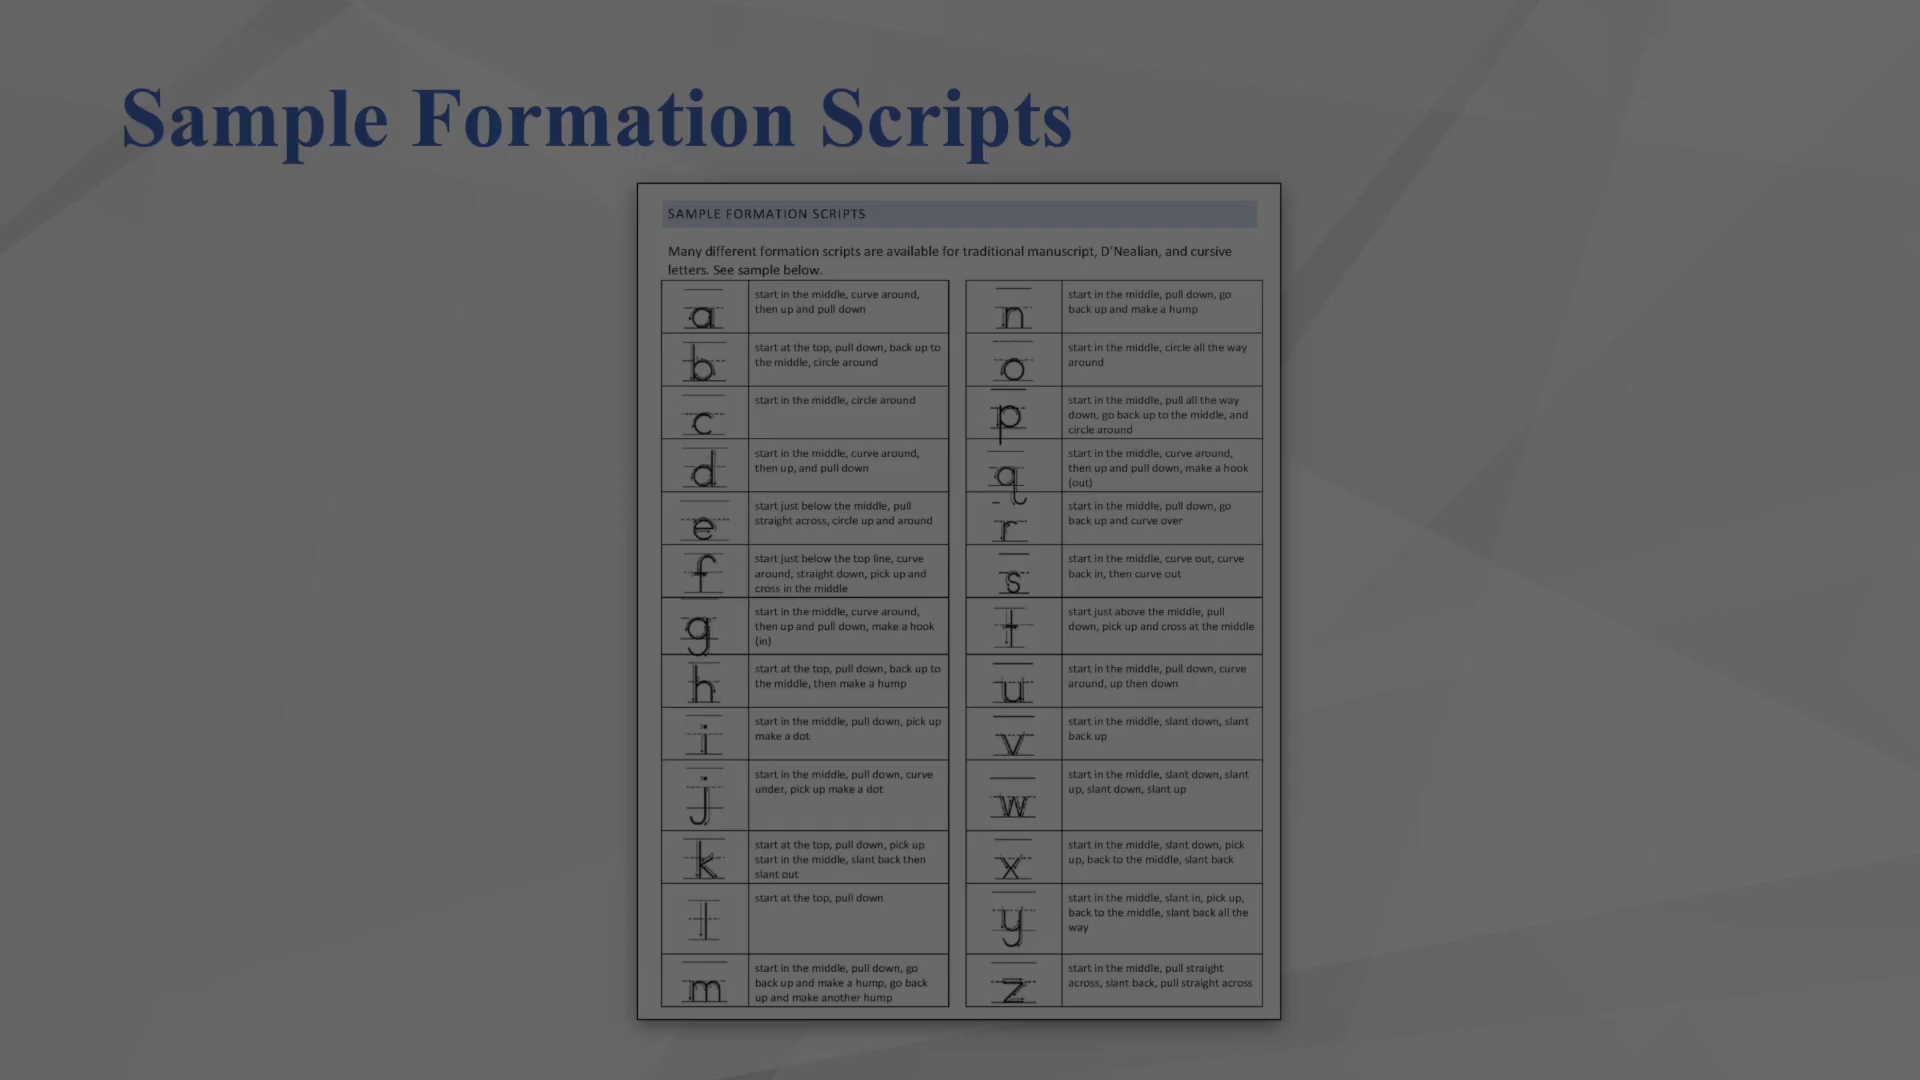 Sample Formation Scripts
SAMPLE FORMATION SCRIPTS
Many different formation scripts are available for traditional manuscript, D'Nealian, and cursive
letters. See sample below.
a
start in the middle, curve around,
then up and pull down
b
start at the top, pull down, back up to
the middle, circle around
c
start in the middle, circle around
d
start in the middle, curve around,
then up, and pull down
e
start just below the middle, pull
straight across, circle up and around
f
start just below the top line, curve
around, straight down, pick up and
cross in the middle
g
start in the middle, curve around,
then up and pull down, make a hook
(in)
h
start at the top, pull down, back up to
the middle, then make a hump
i
start in the middle, pull down, pick up
make a dot
j
start in the middle, pull down, curve
under, pick up make a dot
k
start at the top, pull down, pick up
start in the middle, slant back then
slant out
l
start at the top, pull down
m
start in the middle, pull down, go
back up and make a hump, go back
up and make another hump
n
start in the middle, pull down, go
back up and make a hump
o
start in the middle, circle all the way
around
p
start in the middle, pull all the way
down, go back up to the middle, and
circle around
q
start in the middle, curve around,
then up and pull down, make a hook
(out)
r
start in the middle, pull down, go
back up and curve over
s
start in the middle, curve out, curve
back in, then curve out
t
start just above the middle, pull
down, pick up and cross at the middle
u
start in the middle, pull down, curve
around, up then down
v
start in the middle, slant down, slant
back up
w
start in the middle, slant down, slant
up, slant down, slant up
x
start in the middle, slant down, pick
up, back to the middle, slant back
y
start in the middle, slant in, pick up,
back to the middle, slant back all the
way
z
start in the middle, pull straight
across, slant back, pull straight across